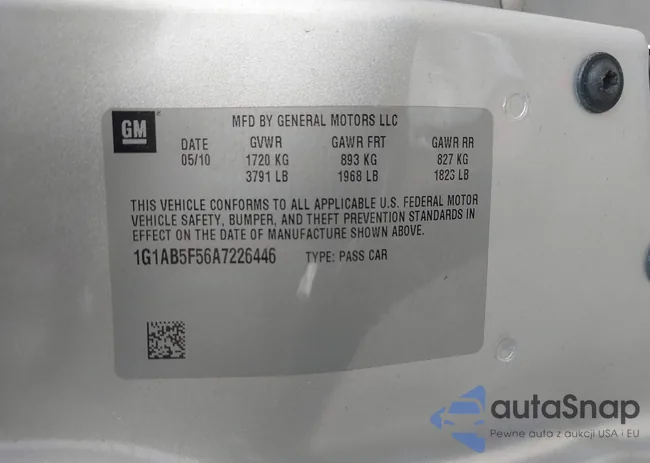 GM
MFD BY GENERAL MOTORS LLC
DATE GVWR GAWR FRT GAWR RR
05/10 1720 KG 893 KG 827 KG
3791 LB 1968 LB 1823 LB
THIS VEHICLE CONFORMS TO ALL APPLICABLE U.S. FEDERAL MOTOR
VEHICLE SAFETY, BUMPER, AND THEFT PREVENTION STANDARDS IN
EFFECT ON THE DATE OF MANUFACTURE SHOWN ABOVE.
1G1AB5F56A7226446 TYPE: PASS CAR
autaSnap
Pewne auta z aukcji USA i EU